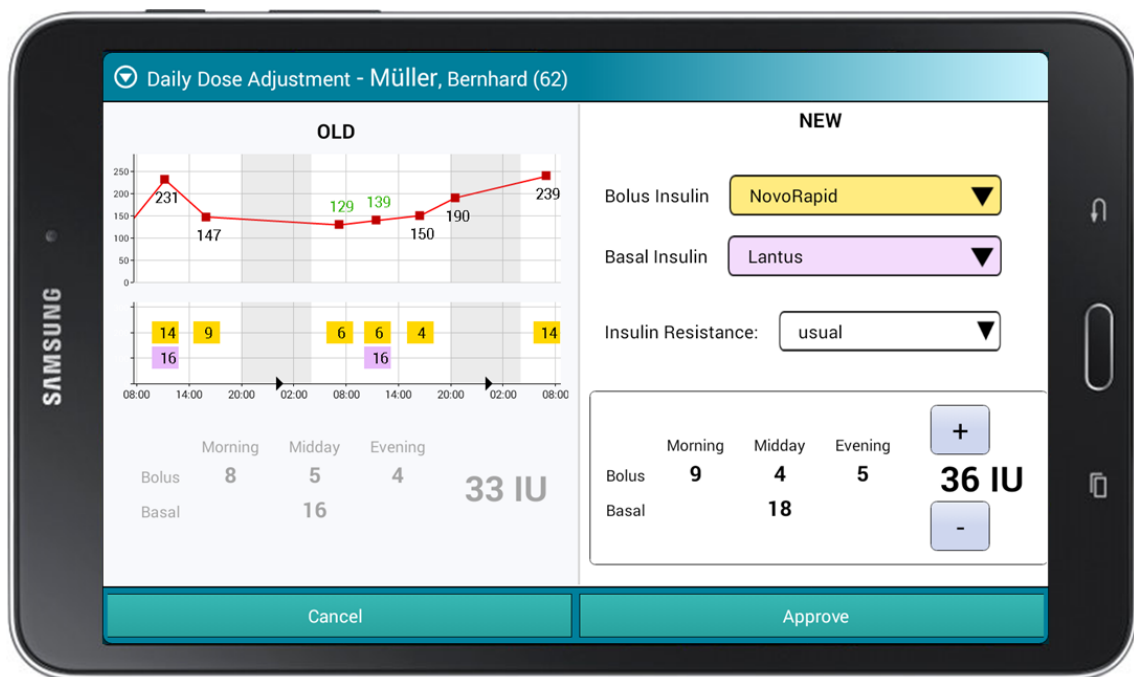 SAMSUNG
Daily Dose Adjustment - Müller, Bernhard (62)
OLD
250
200
150
100
50
0
231
147
129
139
150
190
239
14 9 6 6 4 14
16 16
08:00 14:00 20:00 02:00 08:00 14:00 20:00 02:00 08:00
Morning Midday Evening
Bolus 8 5 4
33 IU
Basal 16
NEW
Bolus Insulin NovoRapid
Basal Insulin Lantus
Insulin Resistance: usual
Morning Midday Evening
+
Bolus 9 4 5
36 IU
Basal 18
-
Cancel
Approve